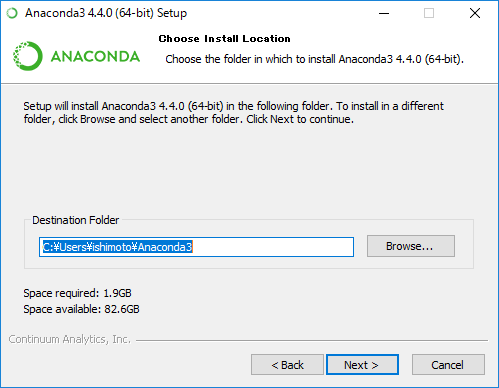 Anaconda3 4.4.0 (64-bit) Setup
Choose Install Location
ANACONDA
Choose the folder in which to install Anaconda3 4.4.0 (64-bit).
Setup will install Anaconda3 4.4.0 (64-bit) in the following folder. To install in a different
folder, click Browse and select another folder. Click Next to continue.
Destination Folder
C:¥Users¥ishimoto¥Anaconda3
Browse...
Space required: 1.9GB
Space available: 82.6GB
Continuum Analytics, Inc.
< Back
Next >
Cancel